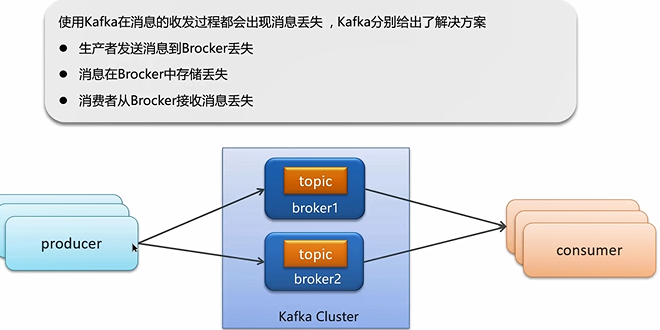 使用Kafka在消息的收发过程都会出现消息丢失 ，Kafka分别给出了解决方案
● 生产者发送消息到Brocker丢失
● 消息在Brocker中存储丢失
● 消费者从Brocker接收消息丢失
topic
broker1
producer
consumer
topic
broker2
Kafka Cluster